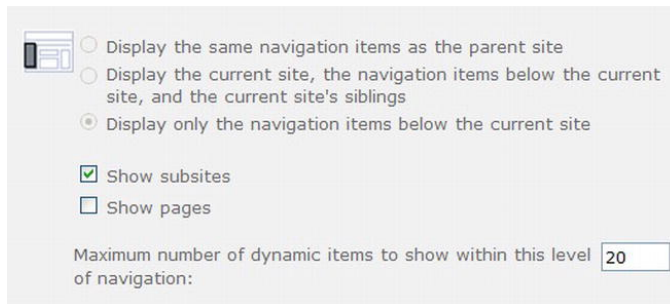 Display the same navigation items as the parent site
Display the current site, the navigation items below the current
site, and the current site's siblings
Display only the navigation items below the current site
Show subsites
Show pages
Maximum number of dynamic items to show within this level 20
of navigation: